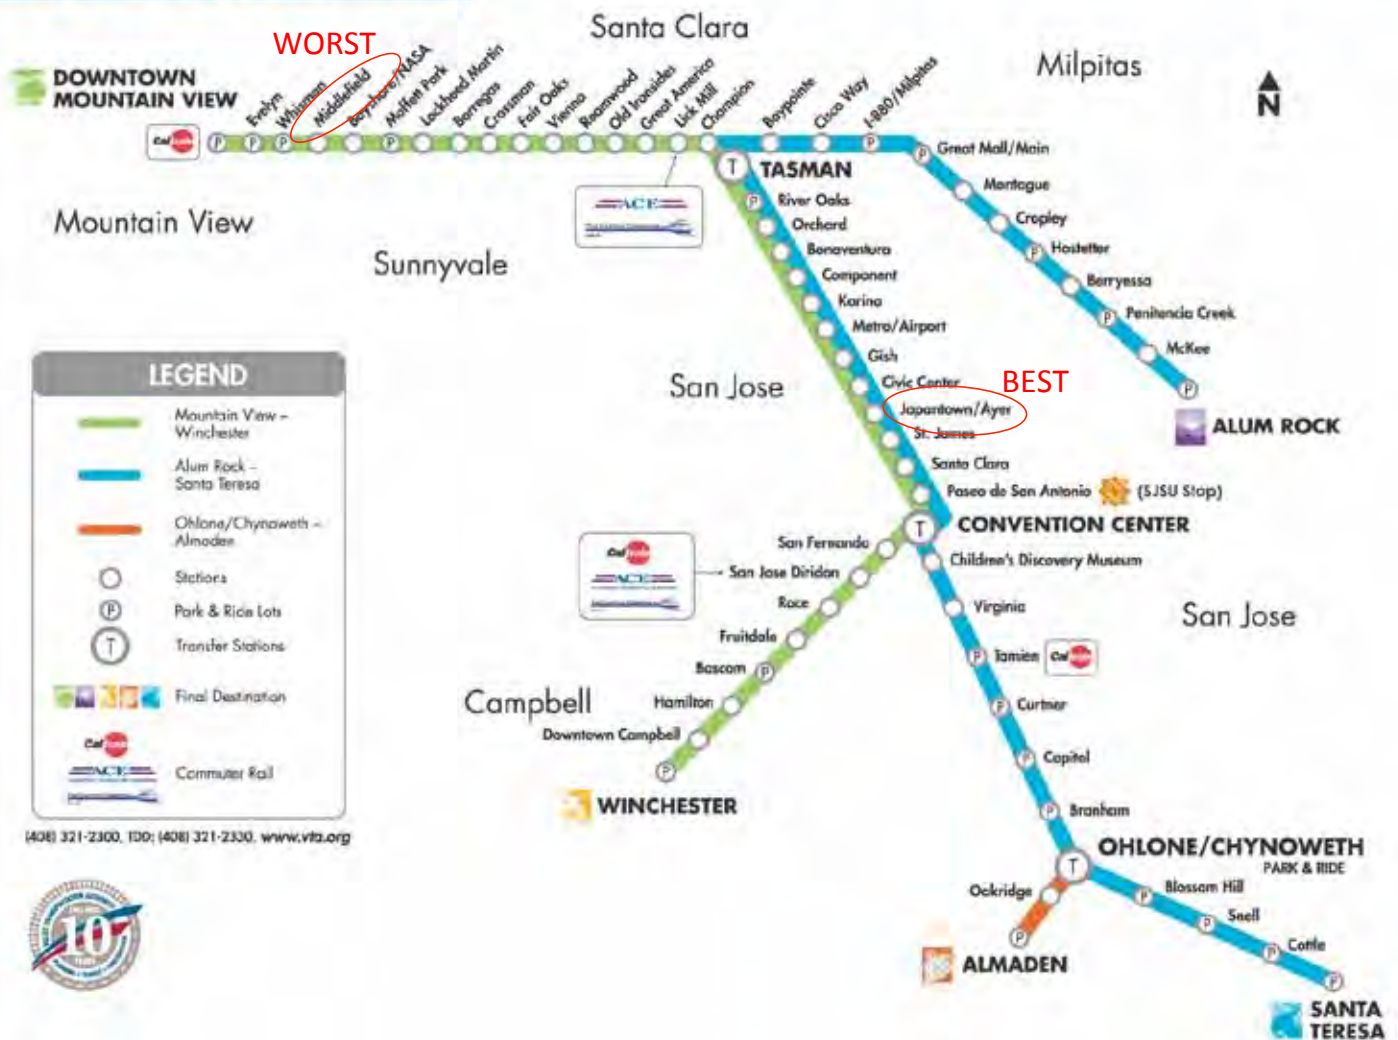 Santa Clara
WORST
Milpitas
DOWNTOWN
MOUNTAIN VIEW
Evelyn
Whisman
Middlefield
Bayshore/NASA
Moffett Park
Lockheed Martin
Borregas
Crossman
Fair Oaks
Vienna
Reamwood
Old Ironsides
Great America
Lick Mill
Champion
Baypointe
Cisco Way
I-880/Milpitas
N
Great Mall/Main
TASMAN
Montague
River Oaks
Cropley
Orchard
Hostetter
Bonaventura
Berryessa
Component
Penitencia Creek
Karina
McKee
Metro/Airport
Gish
Civic Center
BEST
Japantown/Ayer
ALUM ROCK
St. James
Santa Clara
Paseo de San Antonio (SJSU Stop)
CONVENTION CENTER
ACE
Mountain View
Sunnyvale
San Jose
LEGEND
Mountain View –
Winchester
Alum Rock –
Santa Teresa
Ohlone/Chynoweth –
Almaden
Stations
P Park & Ride Lots
T Transfer Stations
Final Destination
ACE
Commuter Rail
(408) 321-2300, TDD: (408) 321-2330, www.vta.org
10
San Fernando
San Jose Diridon
ACE
Race
Fruitdale
Bascom
Hamilton
Downtown Campbell
Campbell
WINCHESTER
Children's Discovery Museum
Virginia
San Jose
Tamien
Curtner
Capitol
Branham
OHLONE/CHYNOWETH
PARK & RIDE
Oakridge
ALMADEN
Blossom Hill
Snell
Cottle
SANTA
TERESA